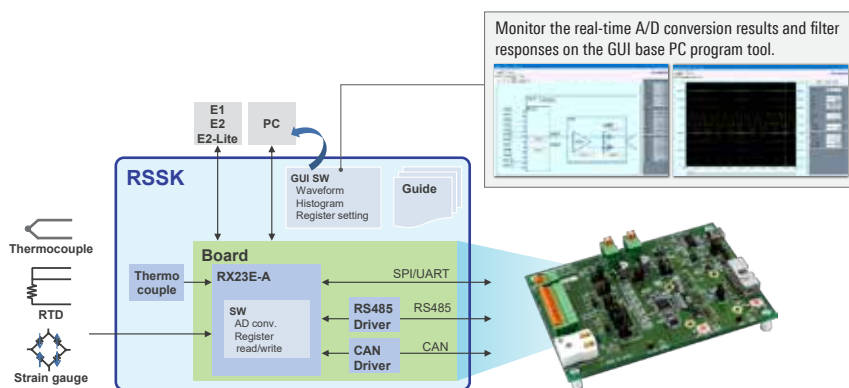 Monitor the real-time A/D conversion results and filter
responses on the GUI base PC program tool.
E1
E2
E2-Lite
PC
RSSK
GUI SW
Waveform
Histogram
Register setting
Guide
Thermocouple
RTD
Strain gauge
Board
Thermo
couple
RX23E-A
SW
AD conv.
Register
read/write
SPI/UART
RS485
Driver
RS485
CAN
Driver
CAN